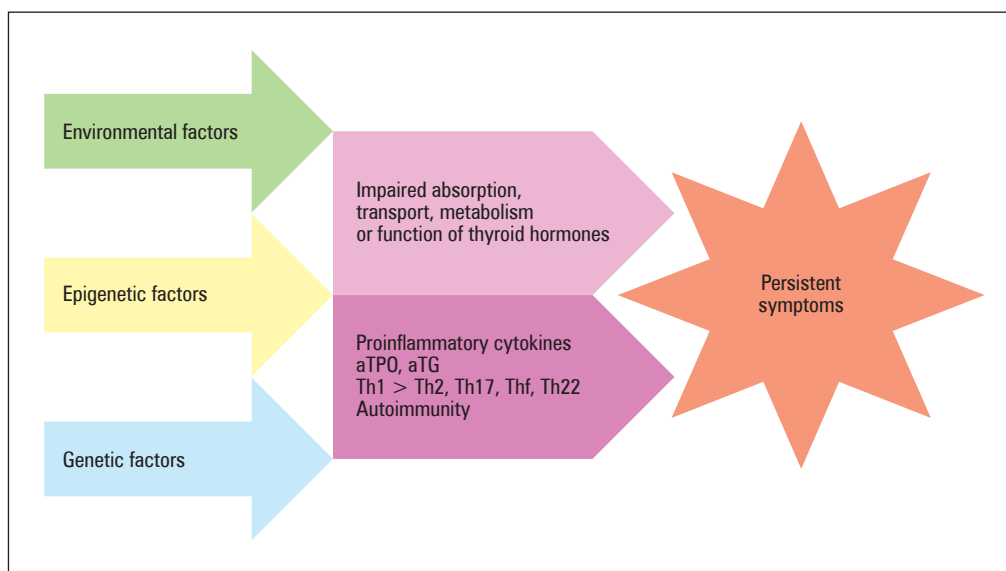 Environmental factors
Epigenetic factors
Genetic factors
Impaired absorption,
transport, metabolism
or function of thyroid hormones
Proinflammatory cytokines
aTPO, aTG
Th1 > Th2, Th17, Thf, Th22
Autoimmunity
Persistent
symptoms